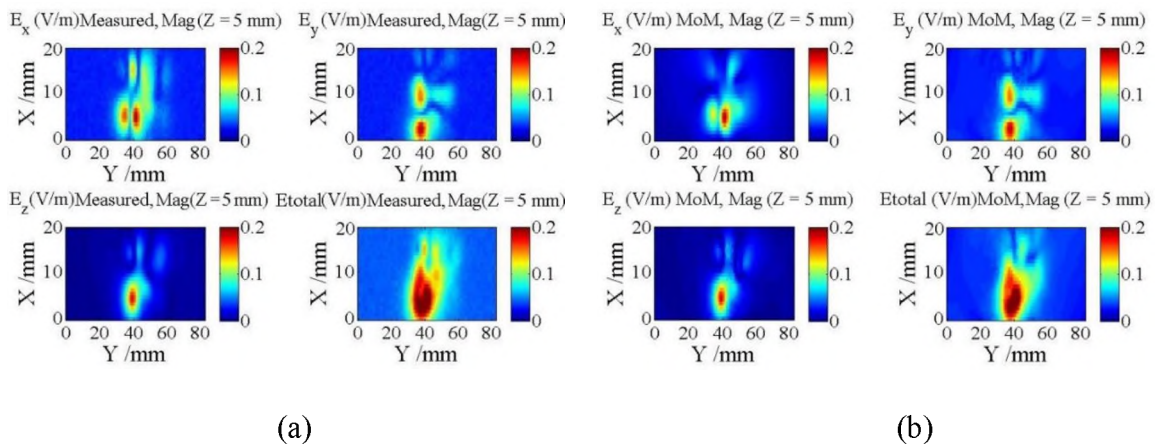 E_x (V/m)Measured, Mag(Z = 5 mm)
0.2
0.1
0
20
10
0
X /mm
0 20 40 60 80
Y /mm
E_y (V/m)Measured, Mag(Z = 5 mm)
0.2
0.1
0
20
10
0
X /mm
0 20 40 60 80
Y /mm
E_z(V/m)Measured, Mag(Z = 5 mm)
0.2
0.1
0
20
10
0
X /mm
0 20 40 60 80
Y /mm
Etotal(V/m)Measured, Mag(Z = 5 mm)
0.2
0.1
0
20
10
0
X /mm
0 20 40 60 80
Y /mm
(a)
E_x (V/m) MoM, Mag (Z = 5 mm)
0.2
0.1
0
20
10
0
X /mm
0 20 40 60 80
Y /mm
E_y (V/m) MoM, Mag (Z = 5 mm)
0.2
0.1
0
20
10
0
X /mm
0 20 40 60 80
Y /mm
E_z (V/m) MoM, Mag (Z = 5 mm)
0.2
0.1
0
20
10
0
X /mm
0 20 40 60 80
Y /mm
Etotal (V/m)MoM, Mag (Z = 5 mm)
0.2
0.1
0
20
10
0
X /mm
0 20 40 60 80
Y /mm
(b)